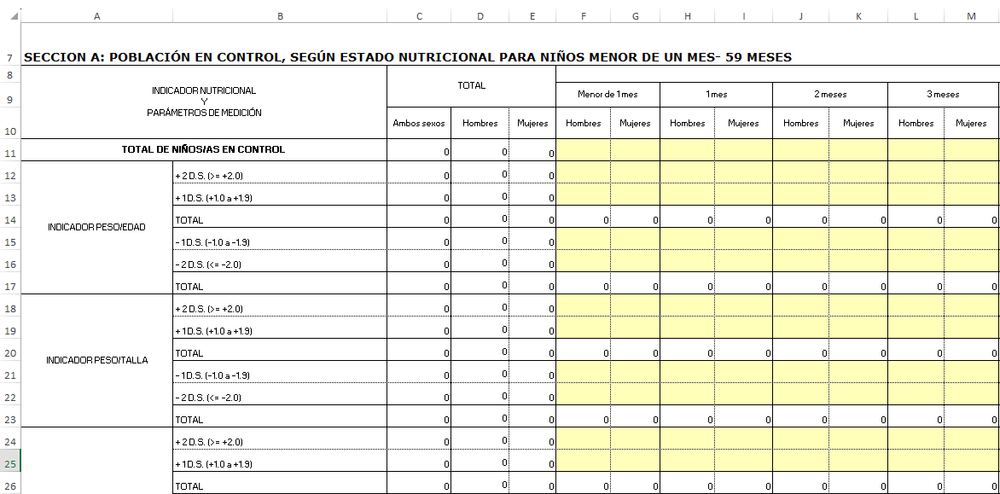 A B C D E F G H I J K L M
7 SECCION A: POBLACIÓN EN CONTROL, SEGÚN ESTADO NUTRICIONAL PARA NIÑOS MENOR DE UN MES- 59 MESES
8 INDICADOR NUTRICIONAL
Y
PARÁMETROS DE MEDICIÓN
TOTAL
9 Menor de 1 mes 1 mes 2 meses 3 meses
10 Ambos sexos Hombres Mujeres Hombres Mujeres Hombres Mujeres Hombres Mujeres Hombres Mujeres
11 TOTAL DE NIÑOS/AS EN CONTROL 0 0 0
12 + 2 D.S. (>= +2.0) 0 0 0
13 + 1 D.S. (+1.0 a +1.9) 0 0 0
14 TOTAL 0 0 0 0 0 0 0 0 0 0 0
INDICADOR PESO/EDAD
15 - 1 D.S. (-1.0 a -1.9) 0 0 0
16 - 2 D.S. (<= -2.0) 0 0 0
17 TOTAL 0 0 0 0 0 0 0 0 0 0 0
18 + 2 D.S. (>= +2.0) 0 0 0
19 + 1 D.S. (+1.0 a +1.9) 0 0 0
20 TOTAL 0 0 0 0 0 0 0 0 0 0 0
INDICADOR PESO/TALLA
21 - 1 D.S. (-1.0 a -1.9) 0 0 0
22 - 2 D.S. (<= -2.0) 0 0 0
23 TOTAL 0 0 0 0 0 0 0 0 0 0 0
24 + 2 D.S. (>= +2.0) 0 0 0
25 + 1 D.S. (+1.0 a +1.9) 0 0 0
26 TOTAL 0 0 0 0 0 0 0 0 0 0 0